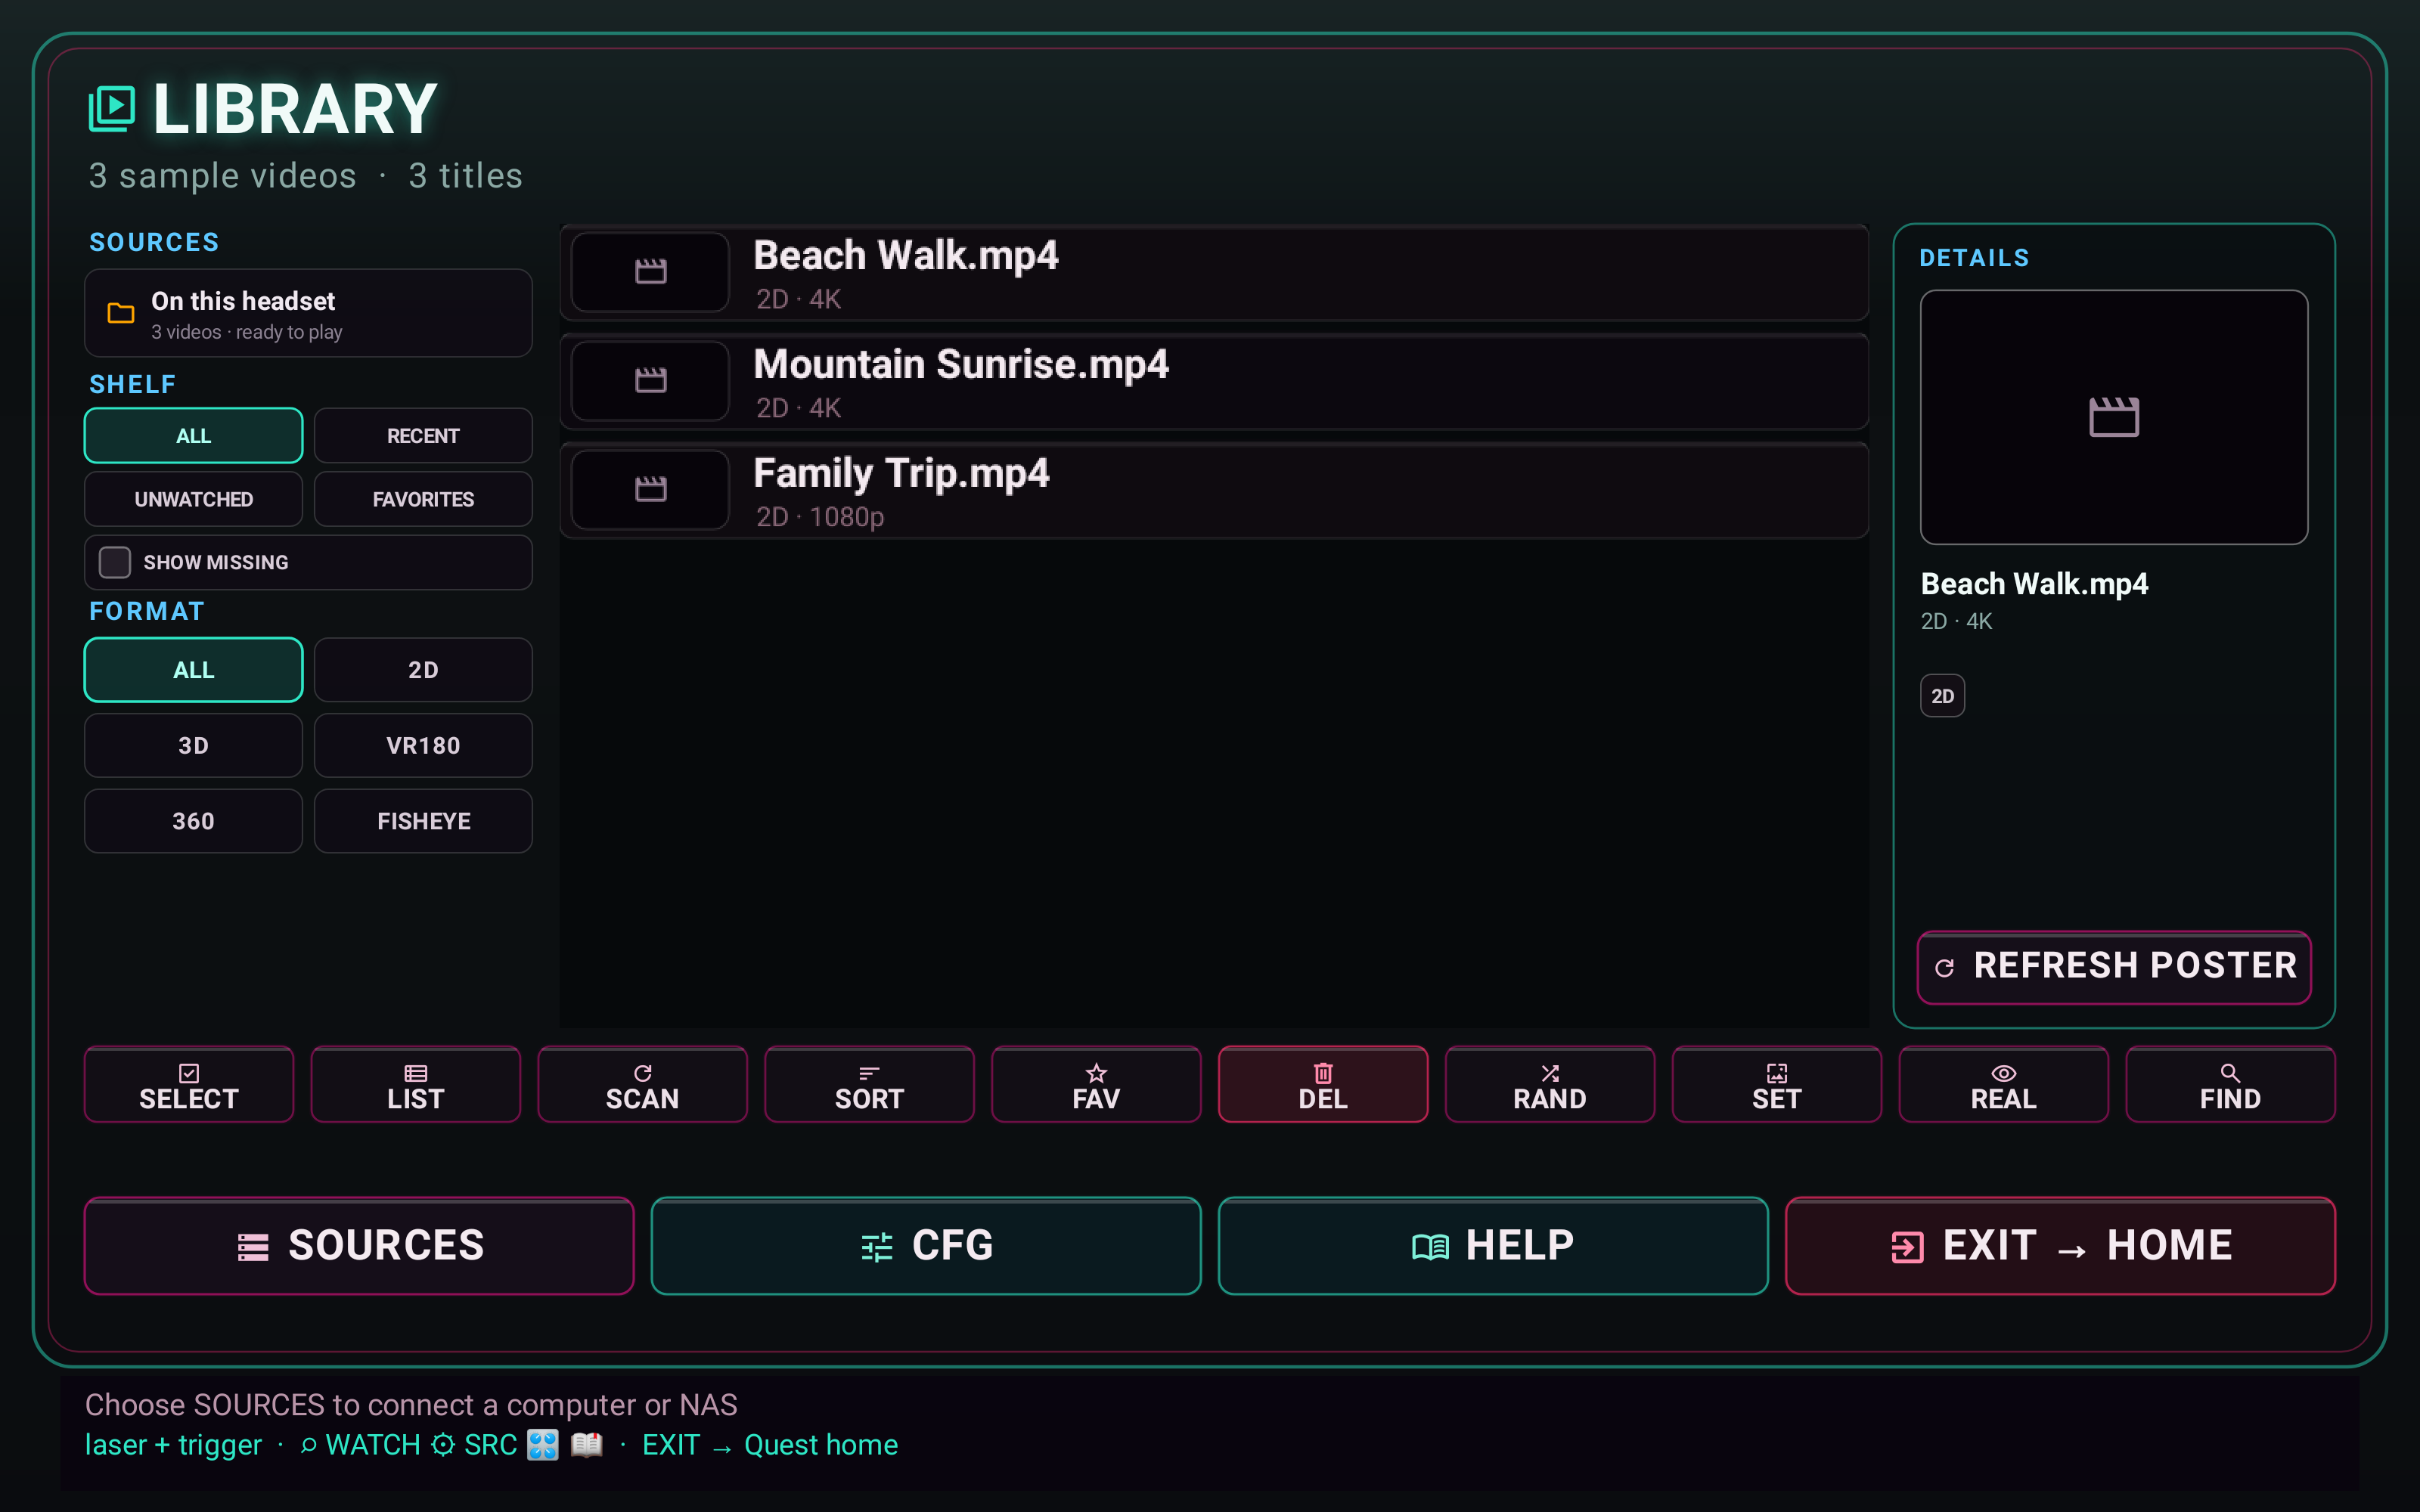 LIBRARY
3 sample videos · 3 titles
SOURCES
On this headset
3 videos · ready to play
SHELF
ALL
RECENT
UNWATCHED
FAVORITES
SHOW MISSING
FORMAT
ALL
2D
3D
VR180
360
FISHEYE
Beach Walk.mp4
2D · 4K
Mountain Sunrise.mp4
2D · 4K
Family Trip.mp4
2D · 1080p
DETAILS
Beach Walk.mp4
2D · 4K
2D
REFRESH POSTER
SELECT
LIST
SCAN
SORT
FAV
DEL
RAND
SET
REAL
FIND
SOURCES
CFG
HELP
EXIT → HOME
Choose SOURCES to connect a computer or NAS
laser + trigger · ⌕ WATCH ⚙ SRC 🎛 📖 · EXIT → Quest home